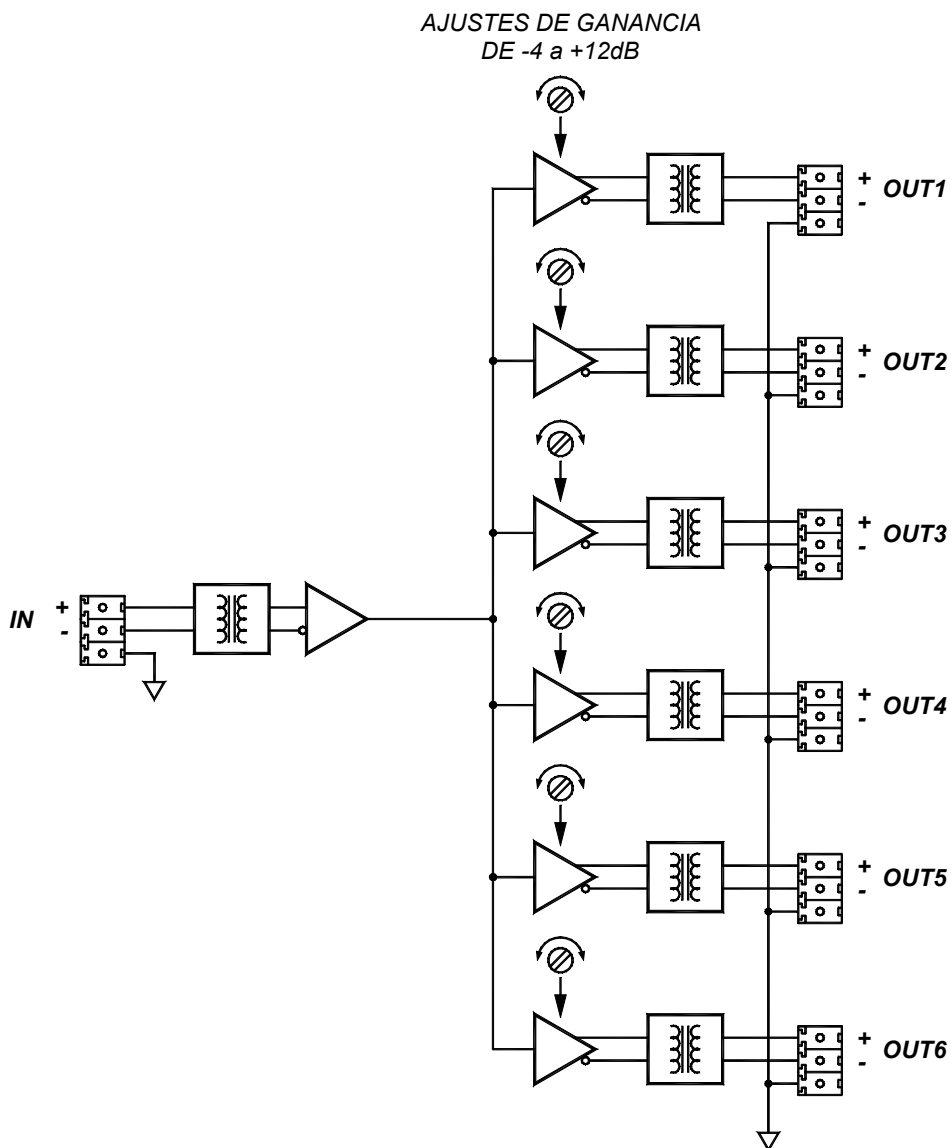 AJUSTES DE GANANCIA
DE -4 a +12dB
+ OUT1
-
+ OUT2
-
+ OUT3
-
IN +
-
+ OUT4
-
+ OUT5
-
+ OUT6
-